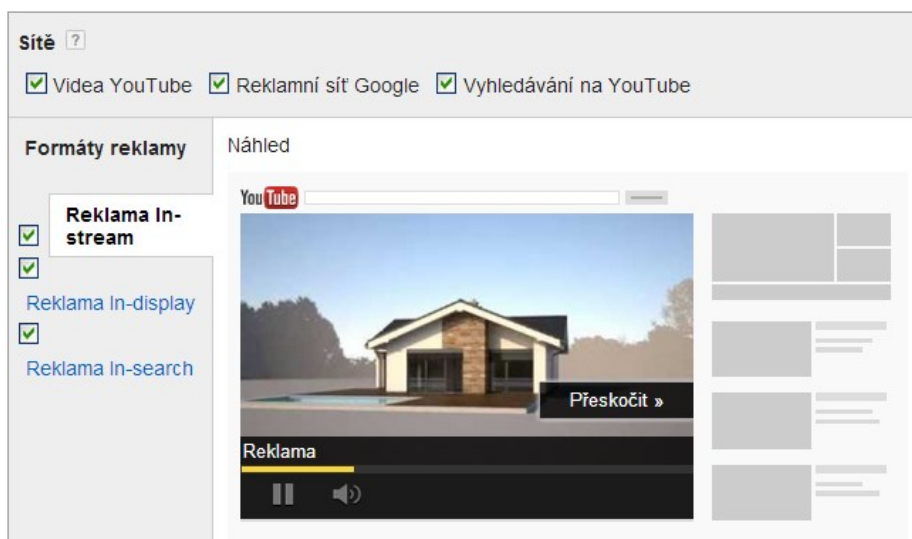 Sítě ?
Videa YouTube Reklamní síť Google Vyhledávání na YouTube
Formáty reklamy
Náhled
Reklama In-
stream
Reklama In-display
Reklama In-search
YouTube
Přeskočit »
Reklama